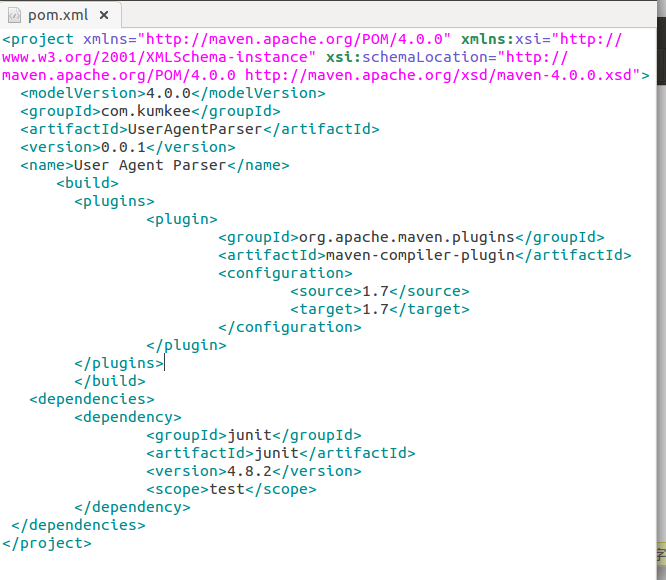 pom.xml ×
<project xmlns="http://maven.apache.org/POM/4.0.0" xmlns:xsi="http://
www.w3.org/2001/XMLSchema-instance" xsi:schemaLocation="http://
maven.apache.org/POM/4.0.0 http://maven.apache.org/xsd/maven-4.0.0.xsd">
  <modelVersion>4.0.0</modelVersion>
  <groupId>com.kumkee</groupId>
  <artifactId>UserAgentParser</artifactId>
  <version>0.0.1</version>
  <name>User Agent Parser</name>
      <build>
        <plugins>
                <plugin>
                        <groupId>org.apache.maven.plugins</groupId>
                        <artifactId>maven-compiler-plugin</artifactId>
                        <configuration>
                                <source>1.7</source>
                                <target>1.7</target>
                        </configuration>
                </plugin>
        </plugins>
        </build>
   <dependencies>
        <dependency>
                <groupId>junit</groupId>
                <artifactId>junit</artifactId>
                <version>4.8.2</version>
                <scope>test</scope>
        </dependency>
 </dependencies>
</project>
字